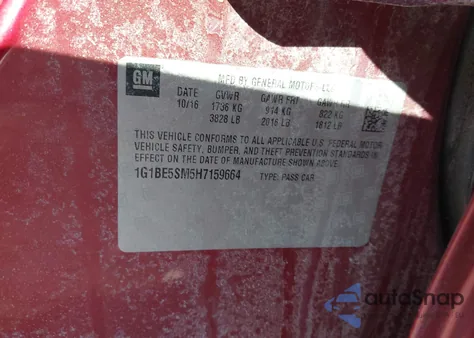 GM
MFD BY GENERAL MOTORS LLC
DATE GVWR GAWR FRT GAWR RR
10/16 1736 KG 914 KG 822 KG
3828 LB 2016 LB 1812 LB
THIS VEHICLE CONFORMS TO ALL APPLICABLE U.S. FEDERAL MOTOR
VEHICLE SAFETY, BUMPER, AND THEFT PREVENTION STANDARDS IN
EFFECT ON THE DATE OF MANUFACTURE SHOWN ABOVE.
1G1BE5SM5H7159664 TYPE: PASS CAR
autoSnap